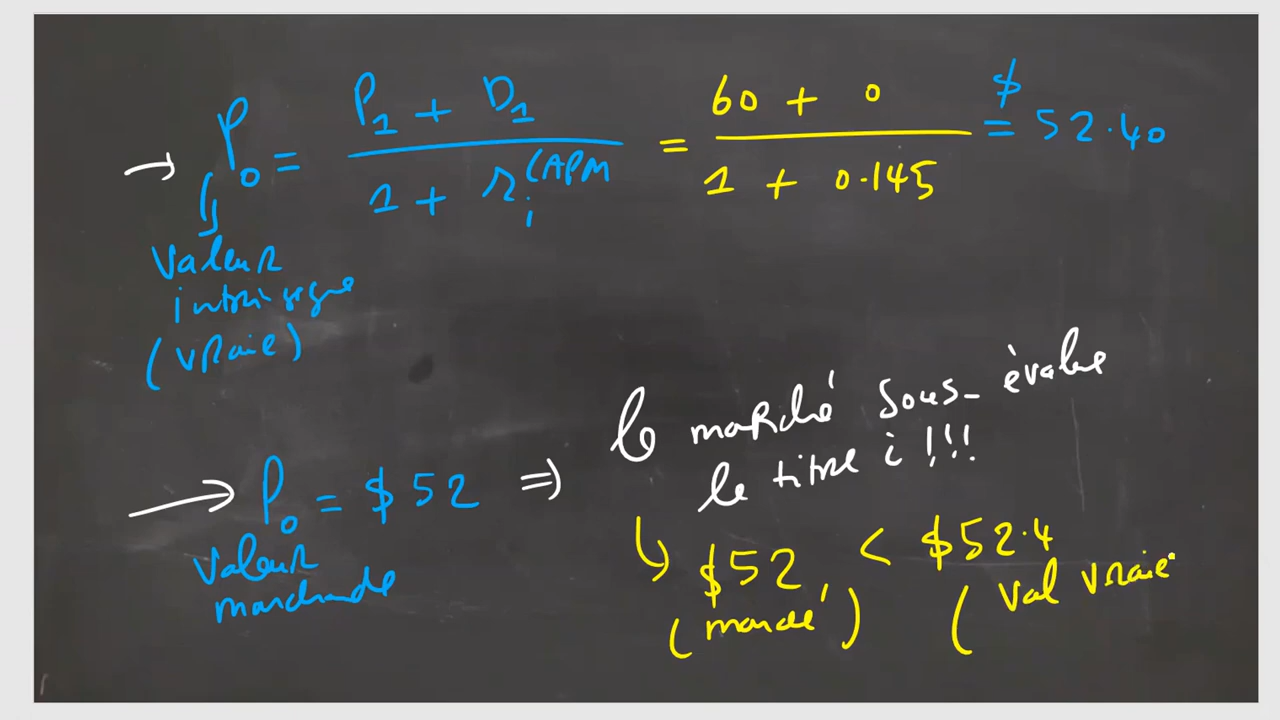 → P₀ = (P₁ + D₁) / (1 + rᵢ^CAPM) = (60 + 0) / (1 + 0.145) = $ 52.40
Valeur
intrinseque
(vraie)
→ P₀ = $ 52 ⇒
Valeur
marchande
le marché sous-évalue
le titre i !!!
↳ $52 < $52.4
(marché) (val vraie